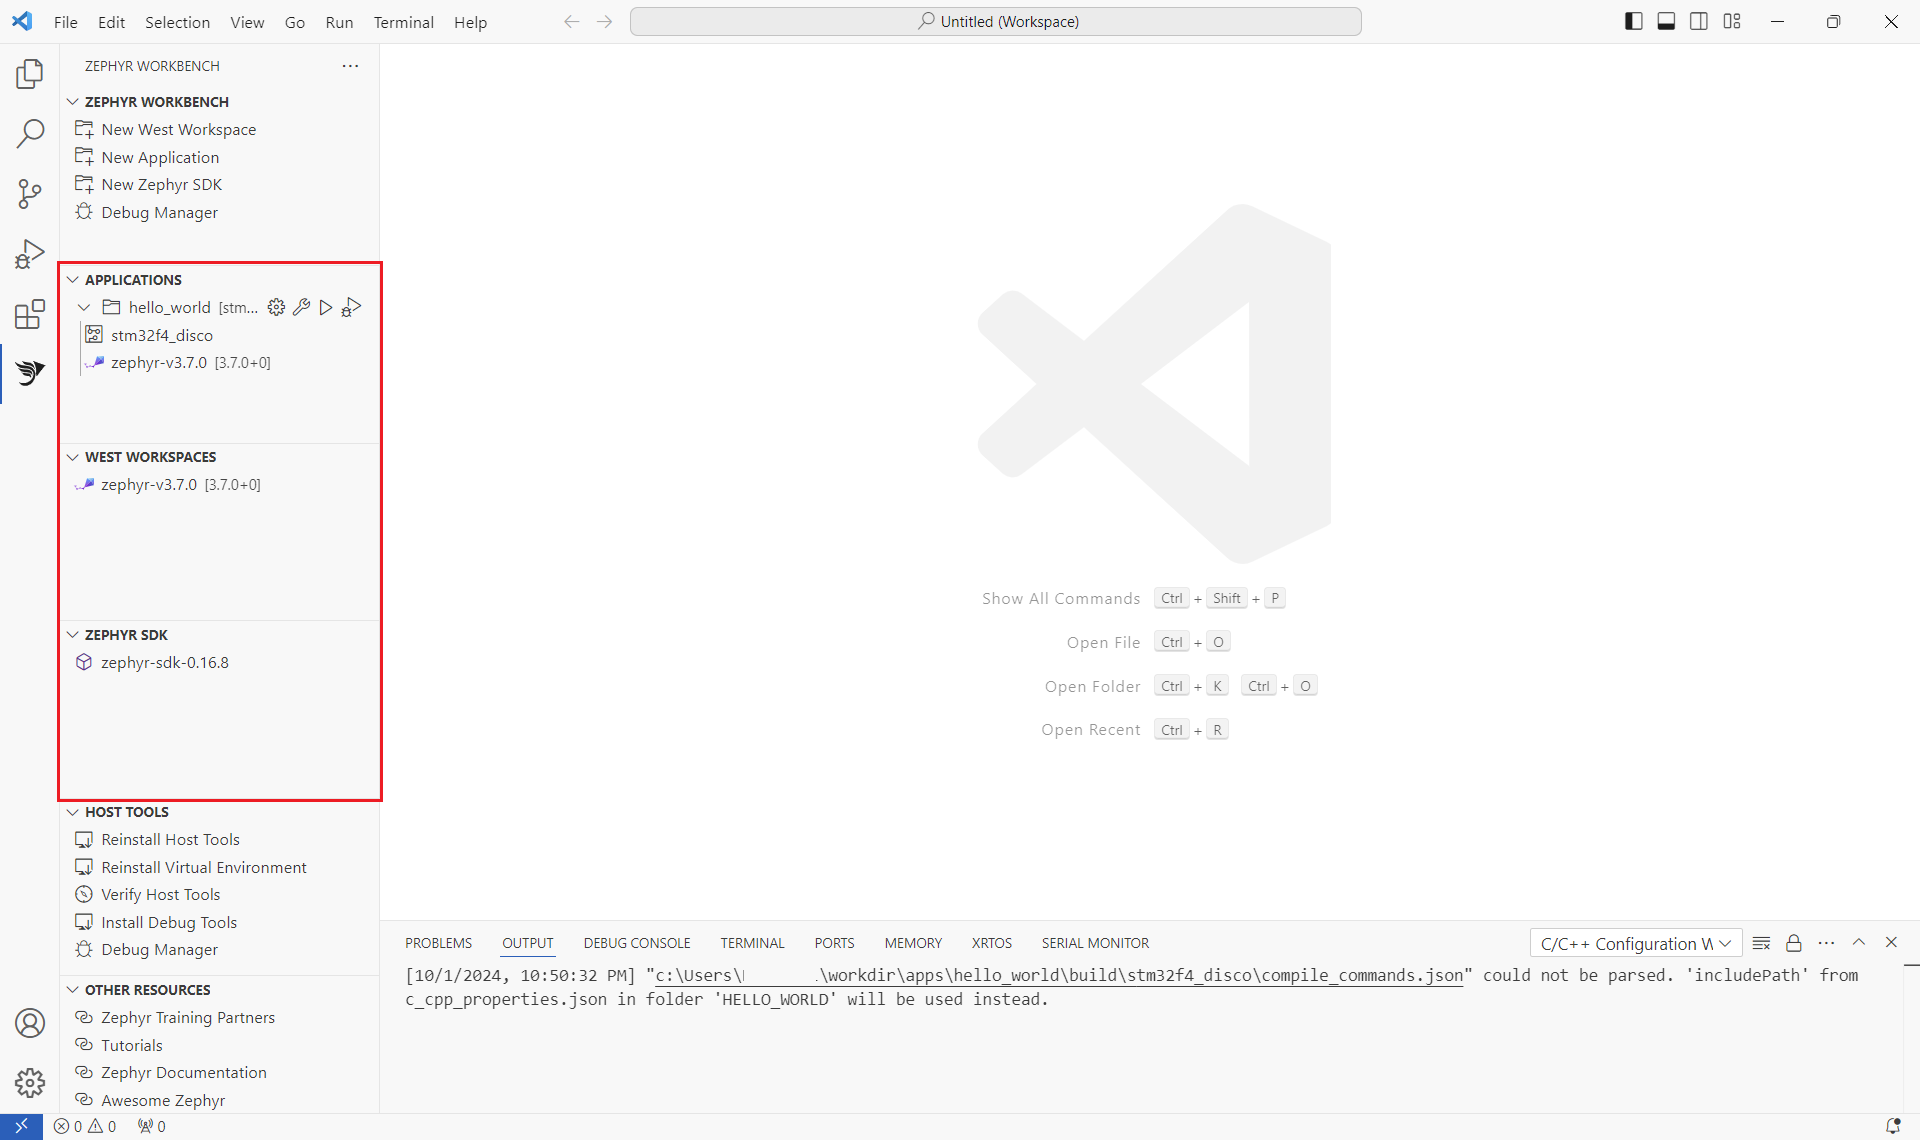 File Edit Selection View Go Run Terminal Help
Untitled (Workspace)
ZEPHYR WORKBENCH
ZEPHYR WORKBENCH
New West Workspace
New Application
New Zephyr SDK
Debug Manager
APPLICATIONS
hello_world [stm...
stm32f4_disco
zephyr-v3.7.0 [3.7.0+0]
WEST WORKSPACES
zephyr-v3.7.0 [3.7.0+0]
ZEPHYR SDK
zephyr-sdk-0.16.8
HOST TOOLS
Reinstall Host Tools
Reinstall Virtual Environment
Verify Host Tools
Install Debug Tools
Debug Manager
OTHER RESOURCES
Zephyr Training Partners
Tutorials
Zephyr Documentation
Awesome Zephyr
Show All Commands Ctrl + Shift + P
Open File Ctrl + O
Open Folder Ctrl + K Ctrl + O
Open Recent Ctrl + R
PROBLEMS OUTPUT DEBUG CONSOLE TERMINAL PORTS MEMORY XRTOS SERIAL MONITOR
C/C++ Configuration W
[10/1/2024, 10:50:32 PM] "c:\Users\ \workdir\apps\hello_world\build\stm32f4_disco\compile_commands.json" could not be parsed. 'includePath' from
c_cpp_properties.json in folder 'HELLO_WORLD' will be used instead.
0 0 0